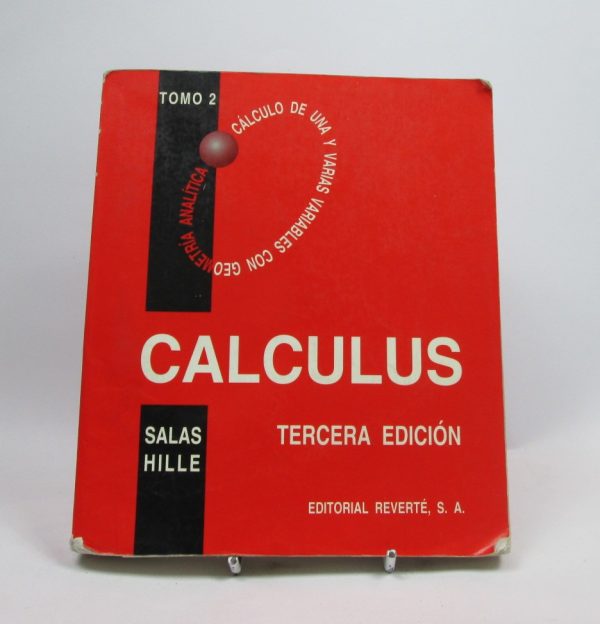 TOMO 2
CÁLCULO DE UNA Y VARIAS VARIABLES CON GEOMETRÍA ANALÍTICA
CALCULUS
SALAS
HILLE
TERCERA EDICIÓN
EDITORIAL REVERTÉ, S. A.